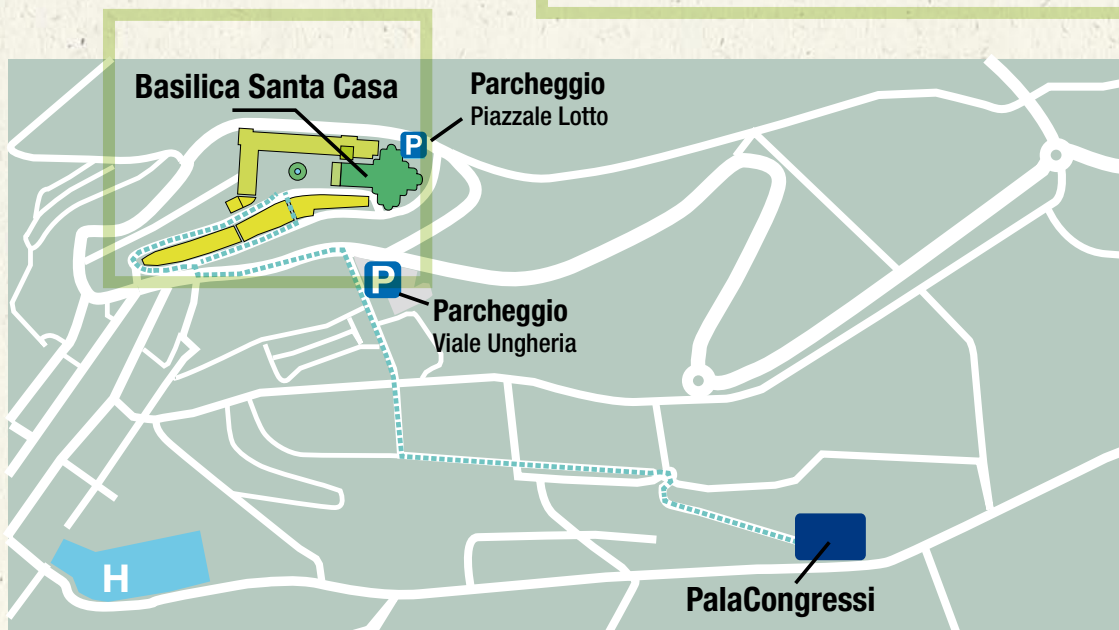 Basilica Santa Casa
Parcheggio
Piazzale Lotto
P
P
Parcheggio
Viale Ungheria
H
PalaCongressi